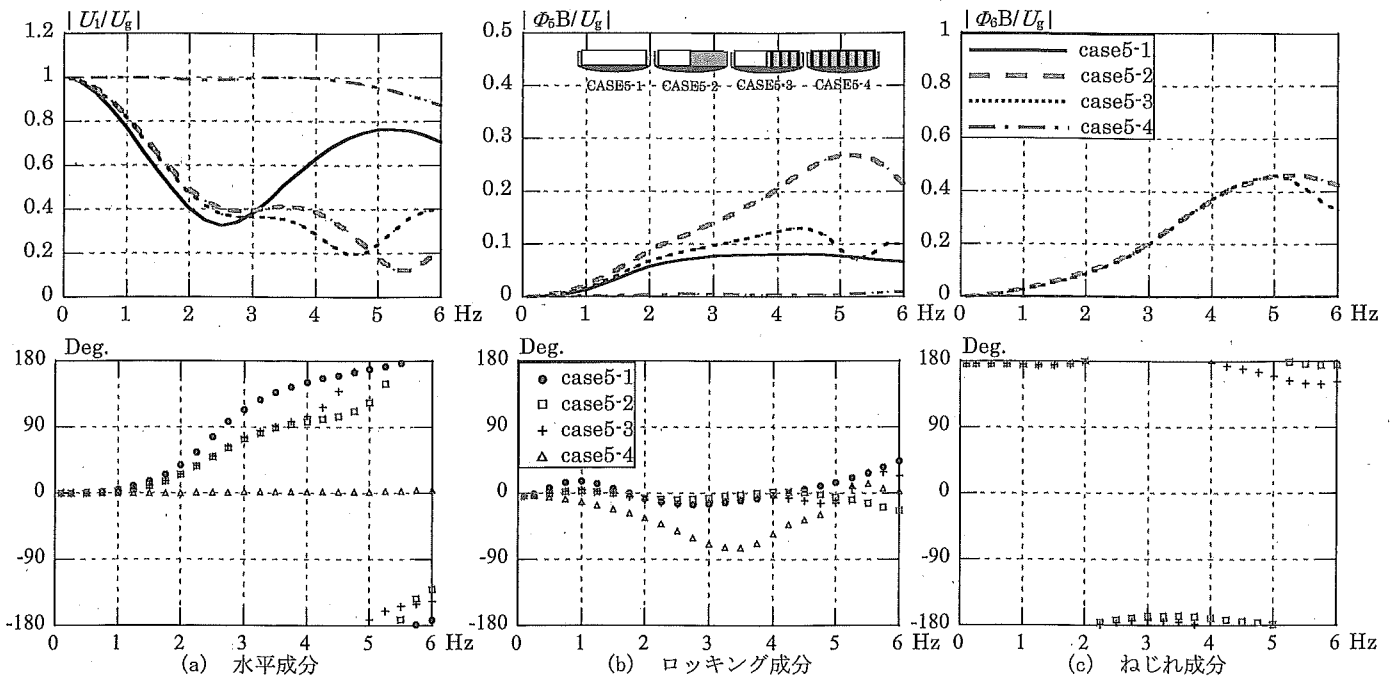 | U₁/U_g |
1.2
1
0.8
0.6
0.4
0.2
0
0 1 2 3 4 5 6 Hz
| Φ₅B/U_g |
0.5
0.4
0.3
0.2
0.1
0
CASE5-1 CASE5-2 CASE5-3 CASE5-4
0 1 2 3 4 5 6 Hz
| Φ₆B/U_g |
1
0.8
0.6
0.4
0.2
0
case5-1
case5-2
case5-3
case5-4
0 1 2 3 4 5 6 Hz
Deg.
180
90
0
-90
-180
0 1 2 3 4 5 6 Hz
(a) 水平成分
Deg.
180
90
0
-90
-180
case5-1
case5-2
case5-3
case5-4
0 1 2 3 4 5 6 Hz
(b) ロッキング成分
Deg.
180
90
0
-90
-180
0 1 2 3 4 5 6 Hz
(c) ねじれ成分